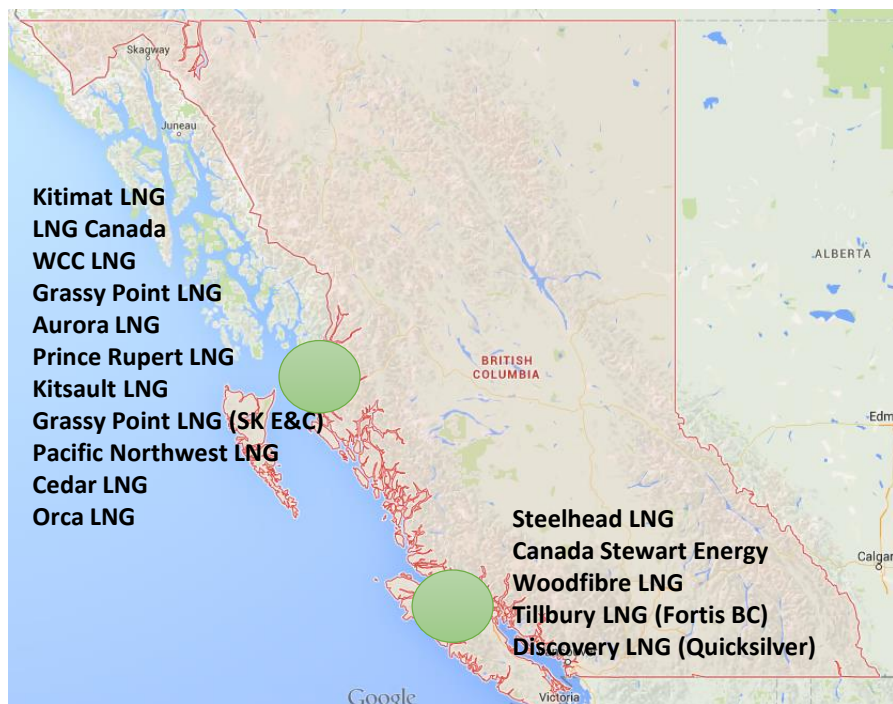 Skagway
Juneau
Kitimat LNG
LNG Canada
WCC LNG
Grassy Point LNG
Aurora LNG
Prince Rupert LNG
Kitsault LNG
Grassy Point LNG (SK E&C)
Pacific Northwest LNG
Cedar LNG
Orca LNG
ALBERTA
BRITISH
COLUMBIA
Edm
Steelhead LNG
Canada Stewart Energy
Woodfibre LNG
Tillbury LNG (Fortis BC)
Discovery LNG (Quicksilver)
Calgar
Victoria
Google